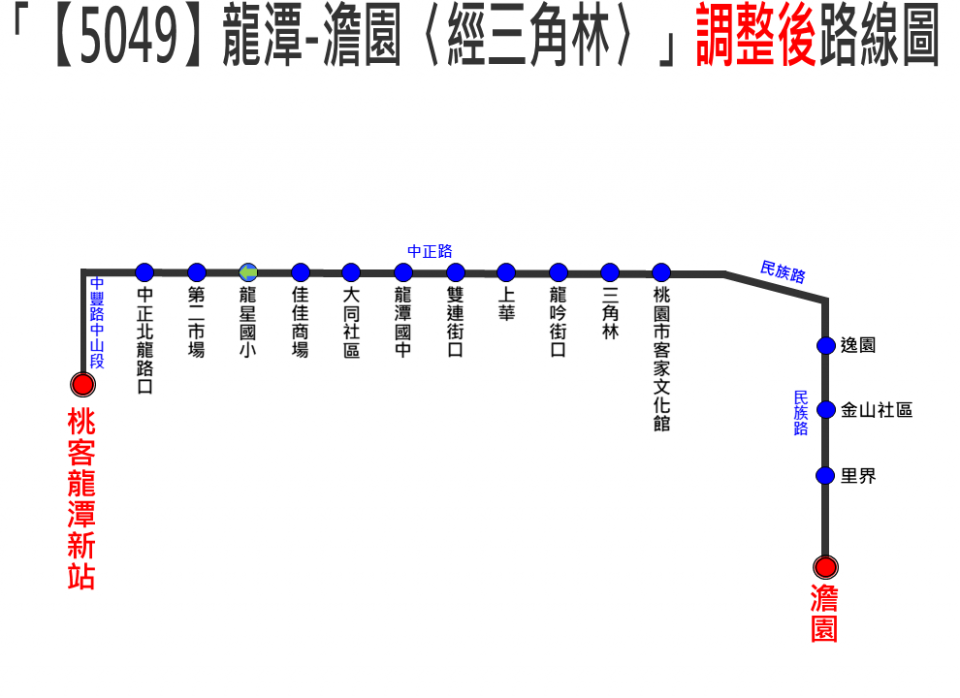 「【5049】龍潭-澹園〈經三角林〉」調整後路線圖
中正路
民族路
中豐路中山段
中正北龍路口
第二市場
龍星國小
佳佳商場
大同社區
龍潭國中
雙連街口
上華
龍吟街口
三角林
桃園市客家文化館
逸園
民族路
金山社區
里界
桃客龍潭新站
澹園